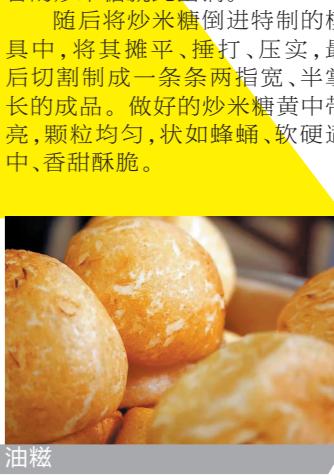 随后将炒米糖倒进特制的
具中,将其摊平、捶打、压实,最
后切割制成一条条两指宽、半掌
长的成品。做好的炒米糖黄中带
亮,颗粒均匀,状如蜂蛹、软硬适
中、香甜酥脆。
油糍